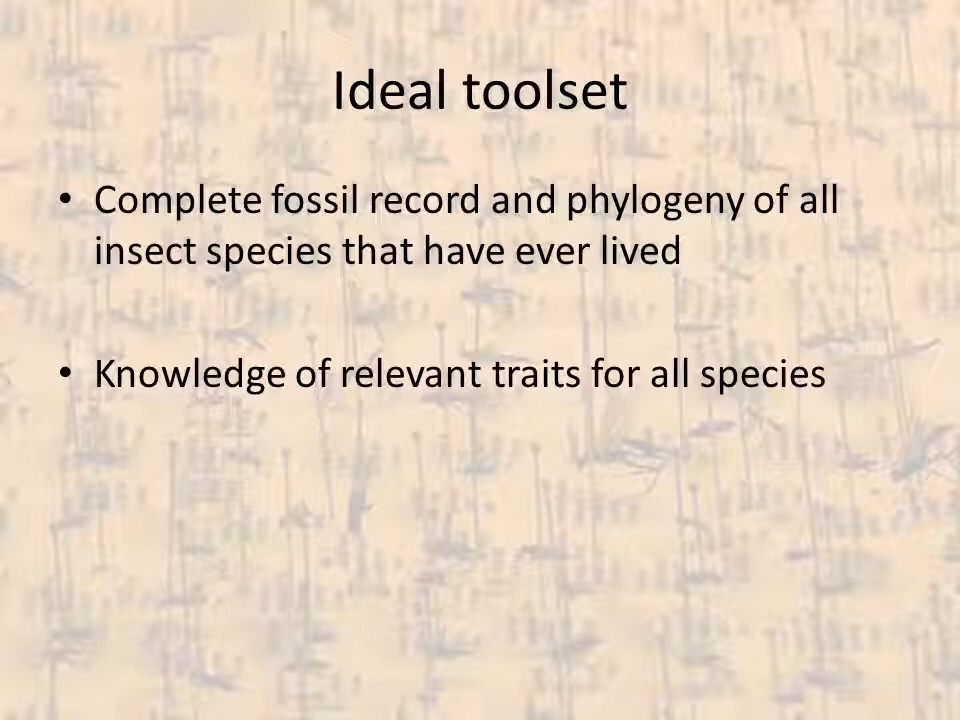 Ideal toolset
• Complete fossil record and phylogeny of all
insect species that have ever lived
• Knowledge of relevant traits for all species